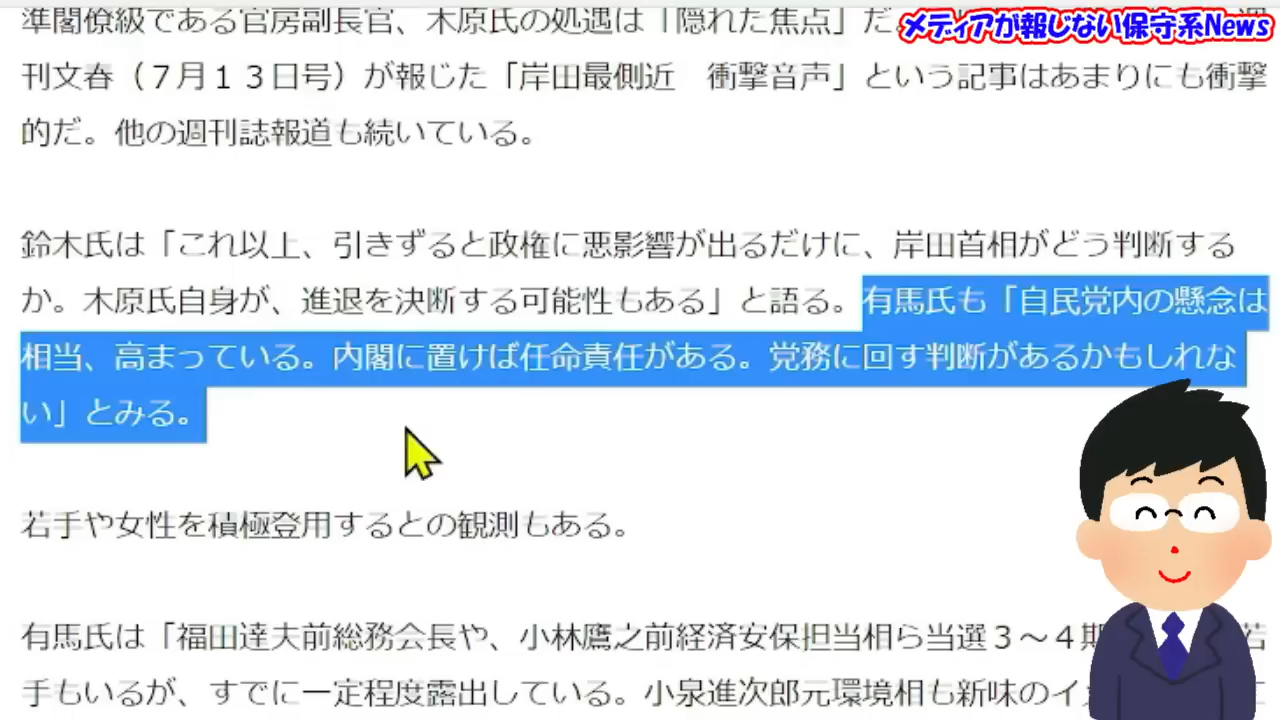 準閣僚級である官房副長官、木原氏の処遇は「隠れた焦点」だ。
メディアが報じない保守系News
刊文春（７月１３日号）が報じた「岸田最側近　衝撃音声」という記事はあまりにも衝撃
的だ。他の週刊誌報道も続いている。
鈴木氏は「これ以上、引きずると政権に悪影響が出るだけに、岸田首相がどう判断する
か。木原氏自身が、進退を決断する可能性もある」と語る。有馬氏も「自民党内の懸念は
相当、高まっている。内閣に置けば任命責任がある。党務に回す判断があるかもしれな
い」とみる。
若手や女性を積極登用するとの観測もある。
有馬氏は「福田達夫前総務会長や、小林鷹之前経済安保担当相ら当選３～４期 若
手もいるが、すでに一定程度露出している。小泉進次郎元環境相も新味のイ